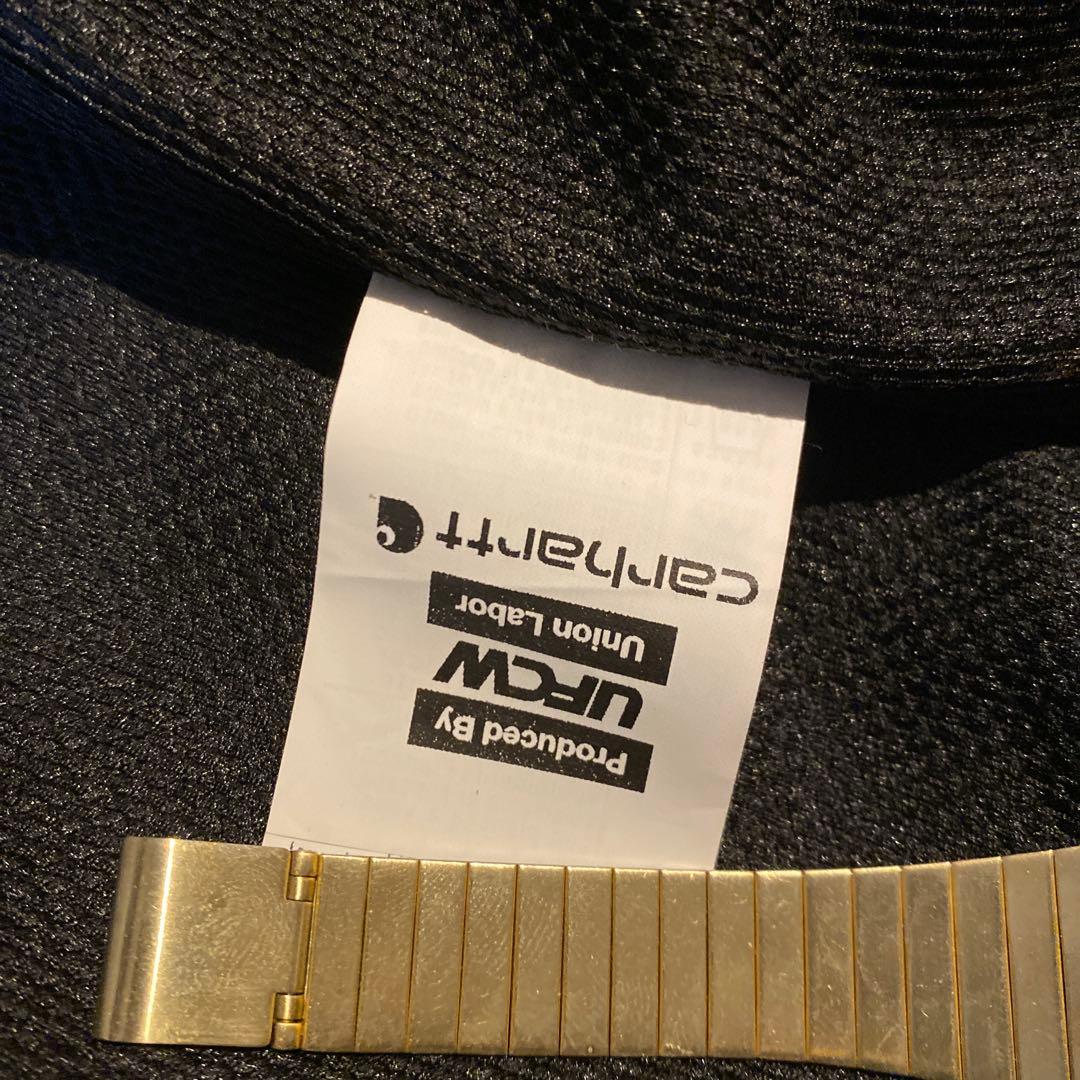 Produced By
UFCW
Union Labor
carhartt